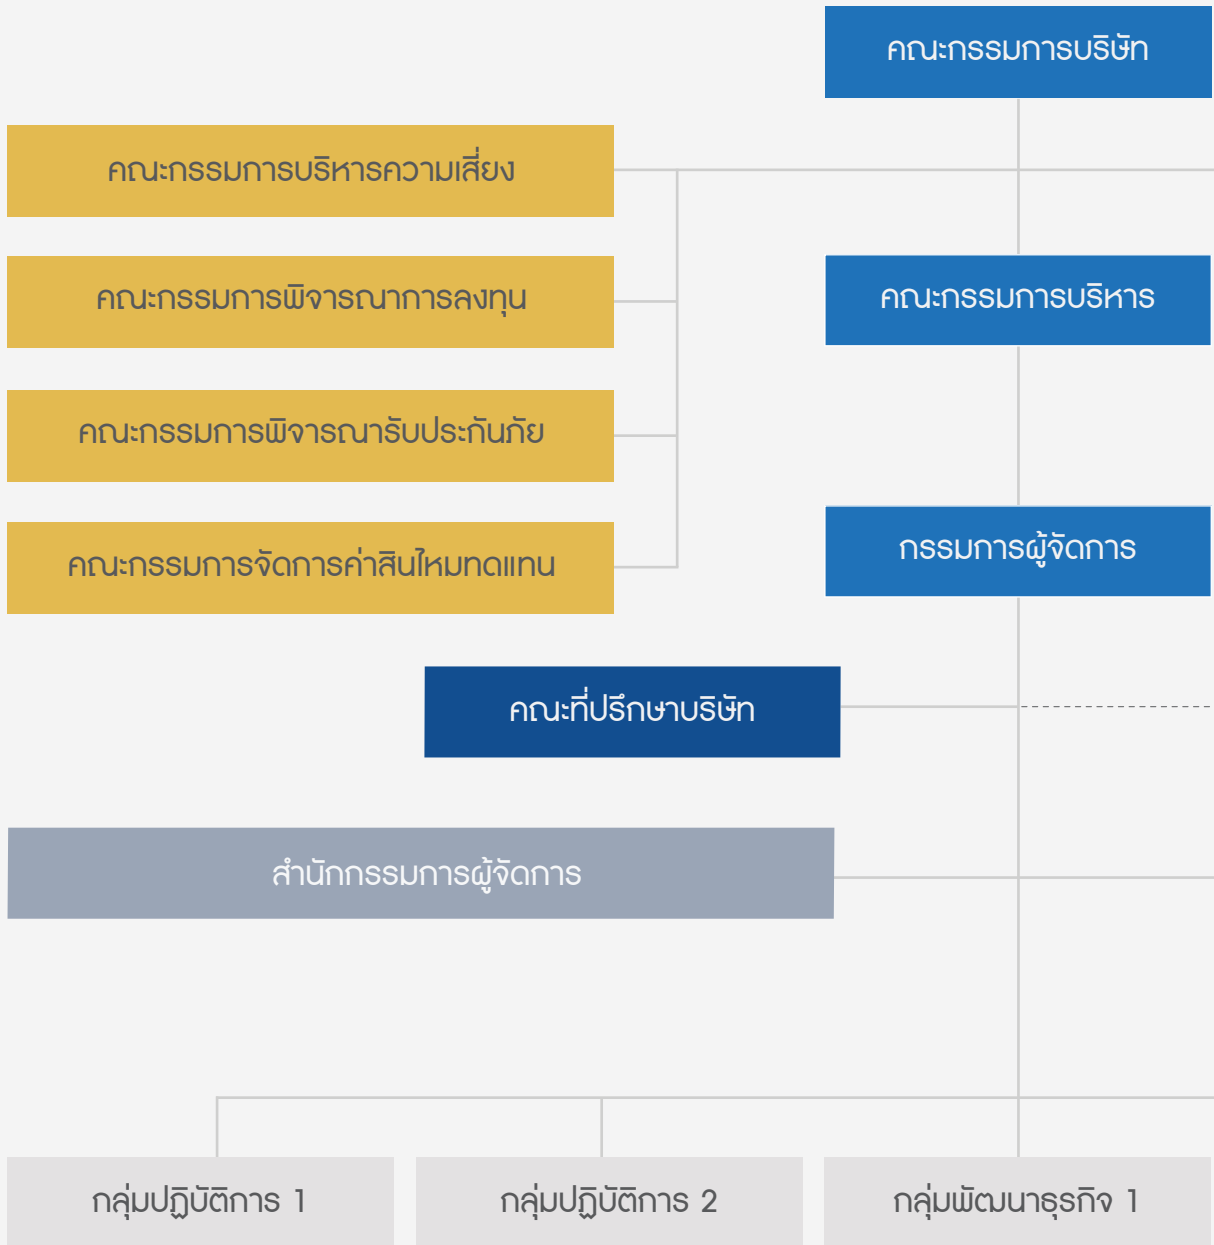 คณะกรรมการบริษัท
คณะกรรมการบริหารความเสี่ยง
คณะกรรมการพิจารณาการลงทุน
คณะกรรมการบริหาร
คณะกรรมการพิจารณารับประกันภัย
คณะกรรมการจัดการค่าสินไหมทดแทน
กรรมการผู้จัดการ
คณะที่ปรึกษาบริษัท
สำนักกรรมการผู้จัดการ
กลุ่มปฏิบัติการ 1
กลุ่มปฏิบัติการ 2
กลุ่มพัฒนาธุรกิจ 1